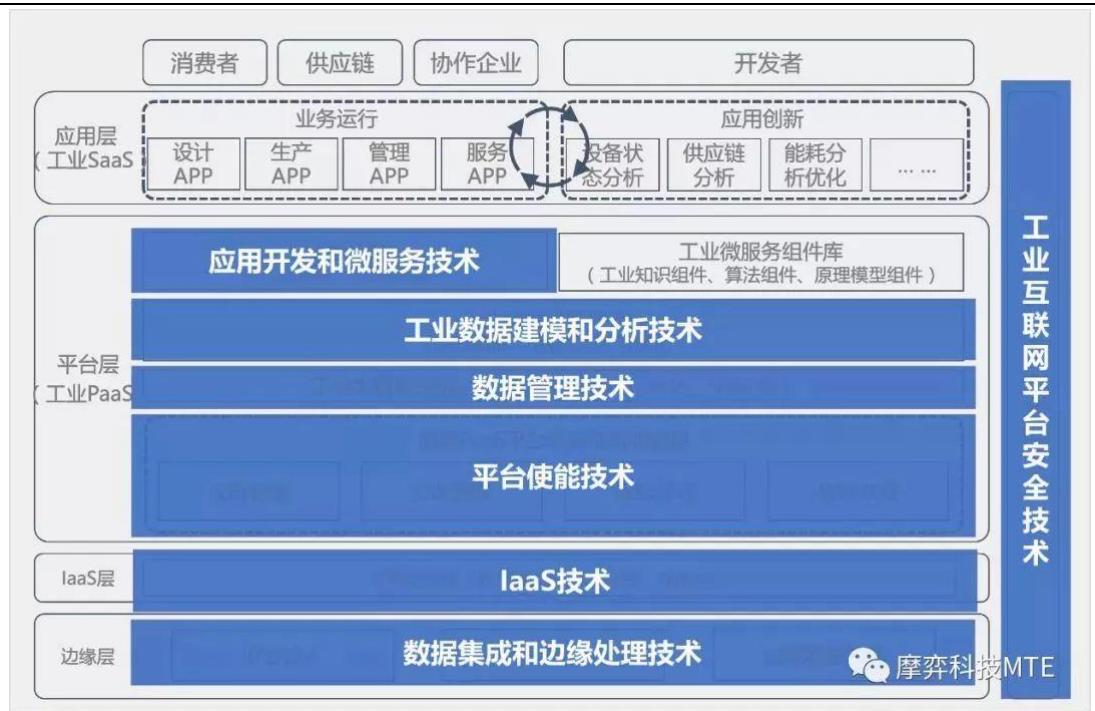 消费者
供应链
协作企业
开发者
应用层
（工业SaaS
业务运行
设计
APP
生产
APP
管理
APP
服务
APP
应用创新
设备状
态分析
供应链
分析
能耗分
析优化
... ...
平台层
（工业PaaS
应用开发和微服务技术
工业微服务组件库
（工业知识组件、算法组件、原理模型组件）
工业数据建模和分析技术
数据管理技术
平台使能技术
IaaS层
IaaS技术
边缘层
数据集成和边缘处理技术
工业互联网平台安全技术
摩弈科技MTE